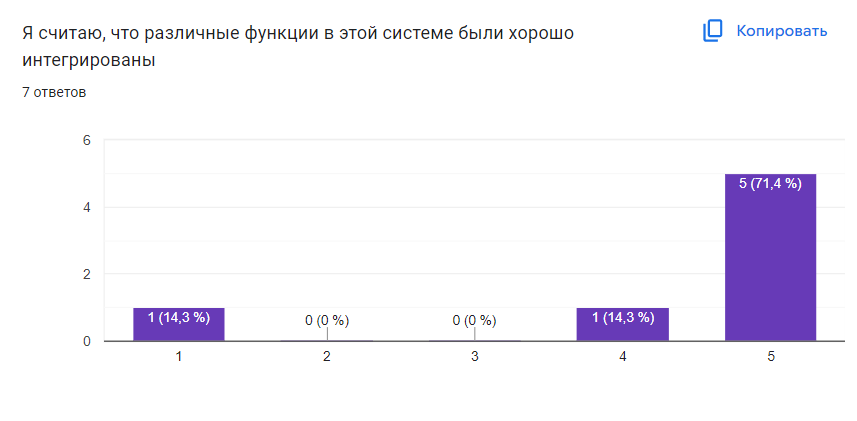 Я считаю, что различные функции в этой системе были хорошо
интегрированы
Копировать
7 ответов
6
4
2
0
1 (14,3 %)
0 (0 %)
0 (0 %)
1 (14,3 %)
5 (71,4 %)
1
2
3
4
5